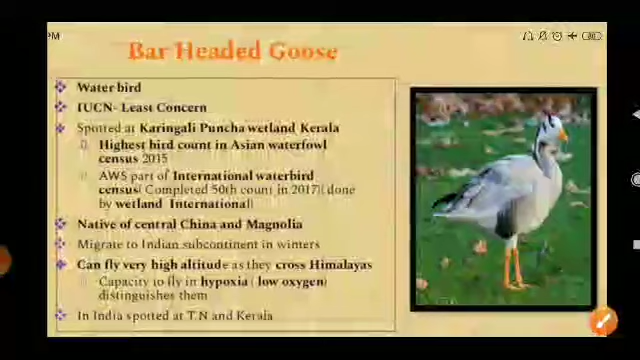 PM
Bar Headed Goose
Water bird
IUCN- Least Concern
Spotted at Karingali Puncha wetland Kerala
Highest bird count in Asian waterfowl
census 2015
AWS part of International waterbird
census( Completed 50th count in 2017)( done
by wetland International)
Native of central China and Magnolia
Migrate to Indian subcontinent in winters
Can fly very high altitude as they cross Himalayas
Capacity to fly in hypoxia ( low oxygen)
distinguishes them
In India spotted at T.N and Kerala